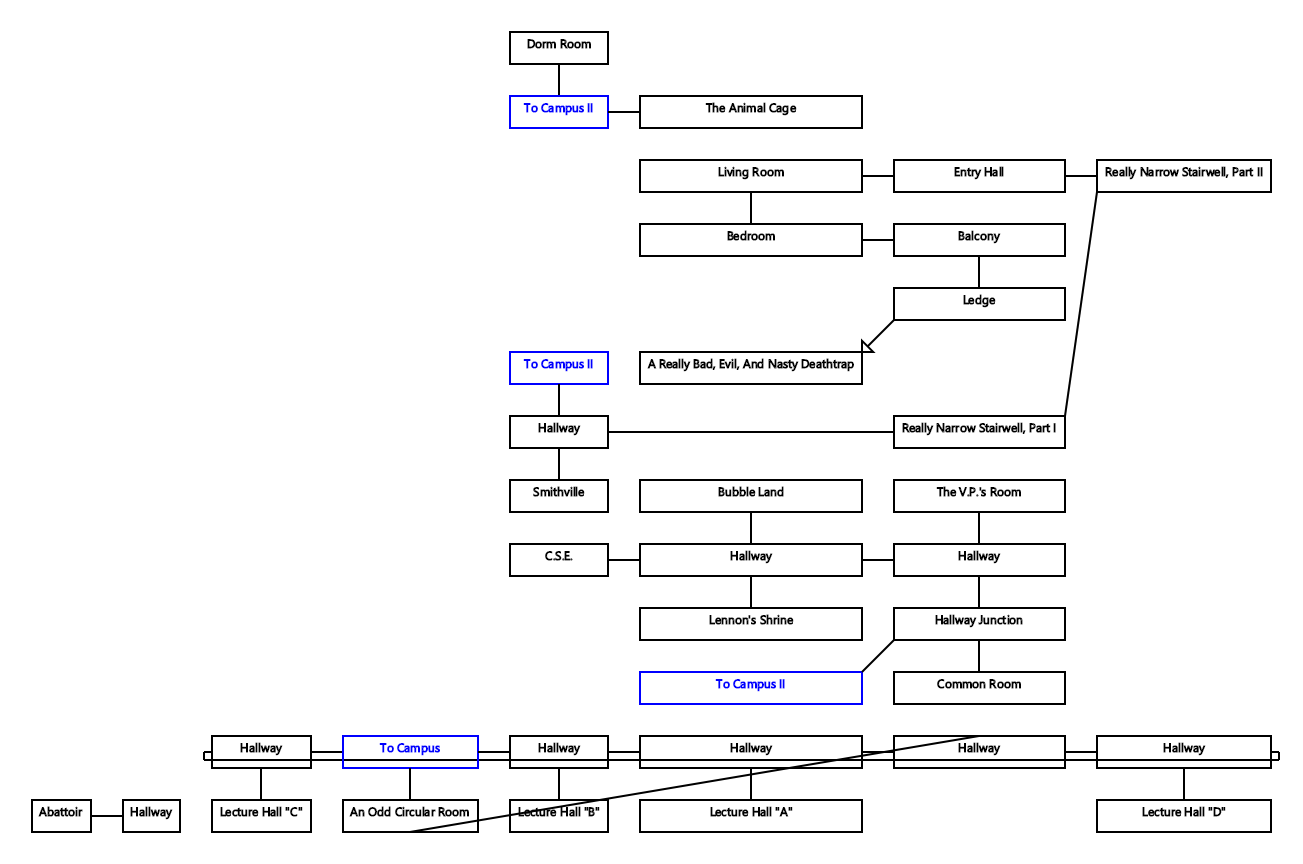 Dorm Room
To Campus II
The Animal Cage
Living Room
Entry Hall
Really Narrow Stairwell, Part II
Bedroom
Balcony
Ledge
To Campus II
A Really Bad, Evil, And Nasty Deathtrap
Hallway
Really Narrow Stairwell, Part I
Smithville
Bubble Land
The V.P.'s Room
C.S.E.
Hallway
Hallway
Lennon's Shrine
Hallway Junction
To Campus II
Common Room
Hallway
To Campus
Hallway
Hallway
Hallway
Hallway
Abattoir
Hallway
Lecture Hall "C"
An Odd Circular Room
Lecture Hall "B"
Lecture Hall "A"
Lecture Hall "D"